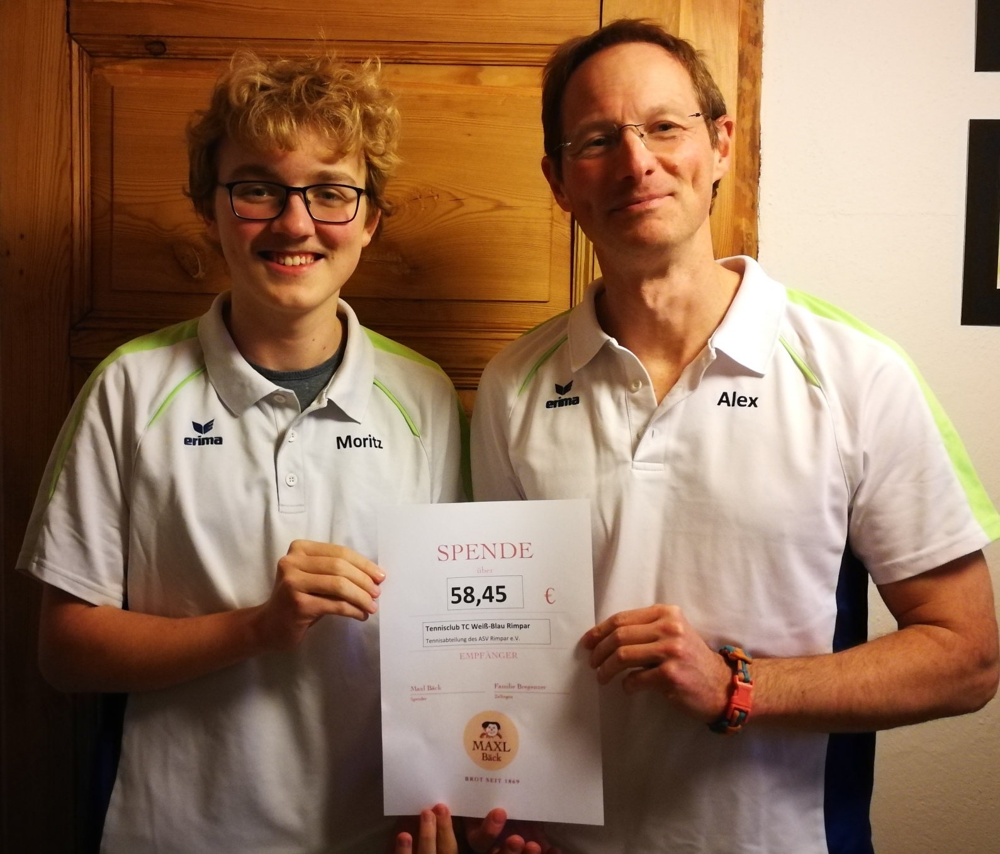 erima
Moritz
erima
Alex
SPENDE
über
58,45 €
Tennisclub TC Weiß-Blau Rimpar
Tennisabteilung des ASV Rimpar e.V.
EMPFÄNGER
Maxl Bäck
Familie Bregenzer
Spender
Zellingen
MAXL
Bäck
BROT SEIT 1869